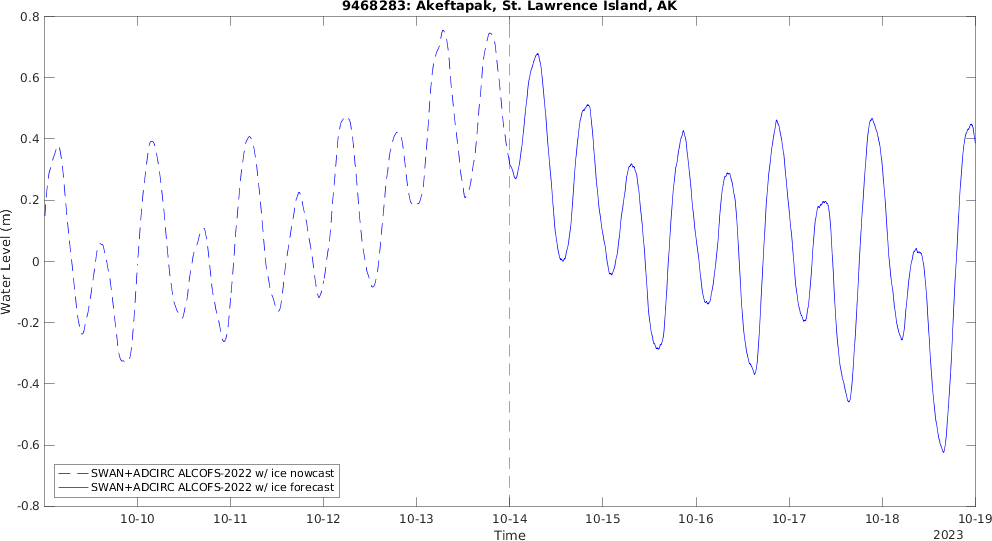 9468283: Akeftapak, St. Lawrence Island, AK
0.8
0.6
0.4
0.2
0
-0.2
-0.4
-0.6
-0.8
Water Level (m)
SWAN+ADCIRC ALCOFS-2022 w/ ice nowcast
SWAN+ADCIRC ALCOFS-2022 w/ ice forecast
10-10 10-11 10-12 10-13 10-14 10-15 10-16 10-17 10-18 10-19
Time
2023